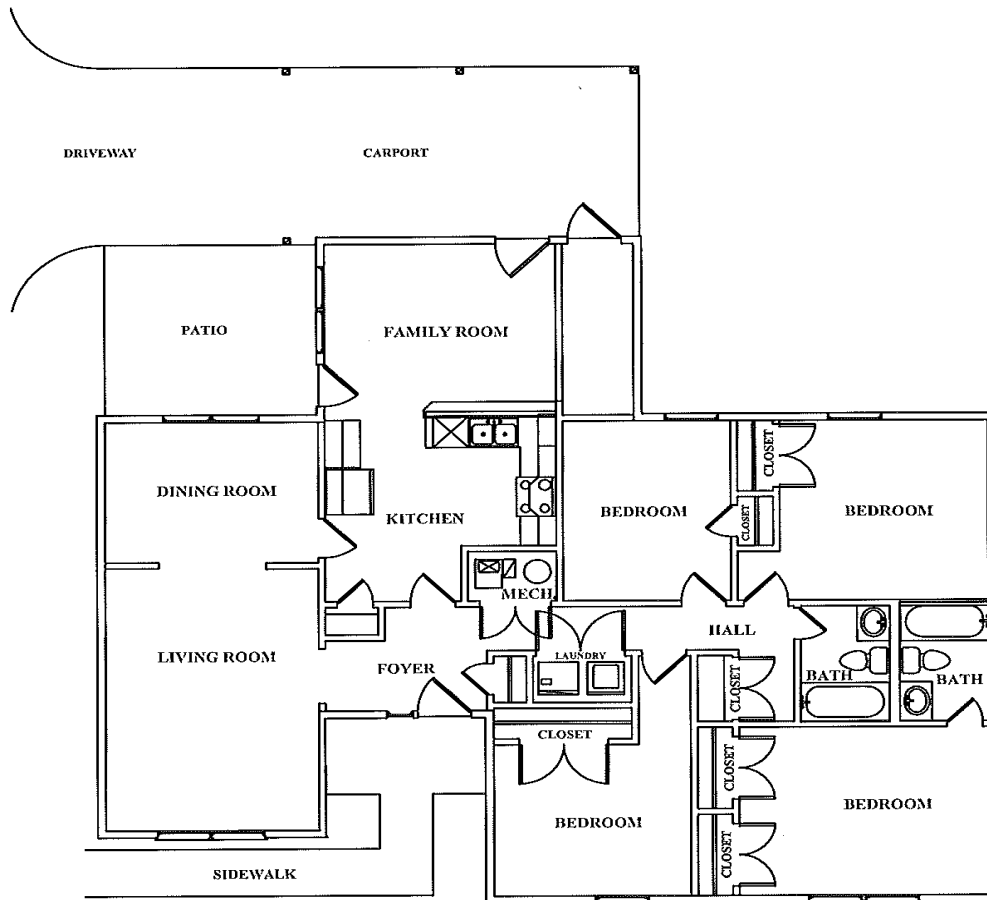 DRIVEWAY
CARPORT
PATIO
FAMILY ROOM
DINING ROOM
KITCHEN
BEDROOM
CLOSET
CLOSET
BEDROOM
MECH.
HALL
LIVING ROOM
FOYER
LAUNDRY
CLOSET
BATH
BATH
CLOSET
CLOSET
BEDROOM
BEDROOM
CLOSET
SIDEWALK